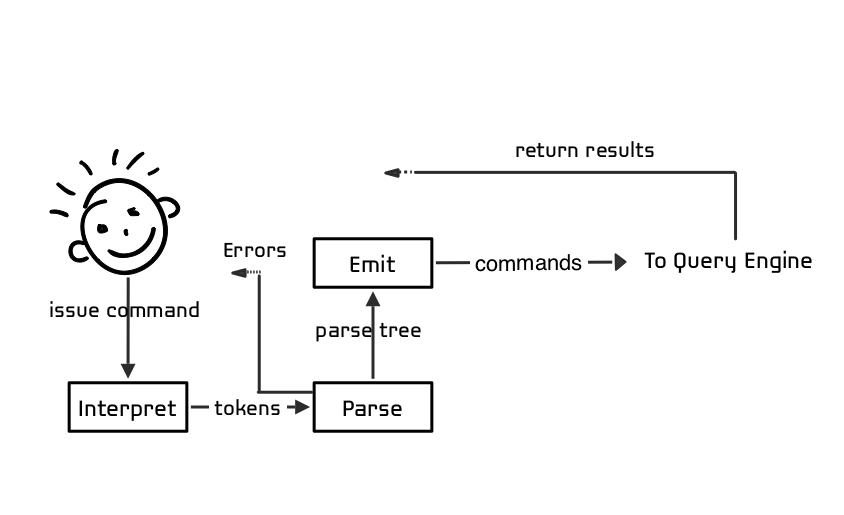 return results
Errors
Emit
commands
To Query Engine
issue command
parse tree
Interpret
tokens
Parse